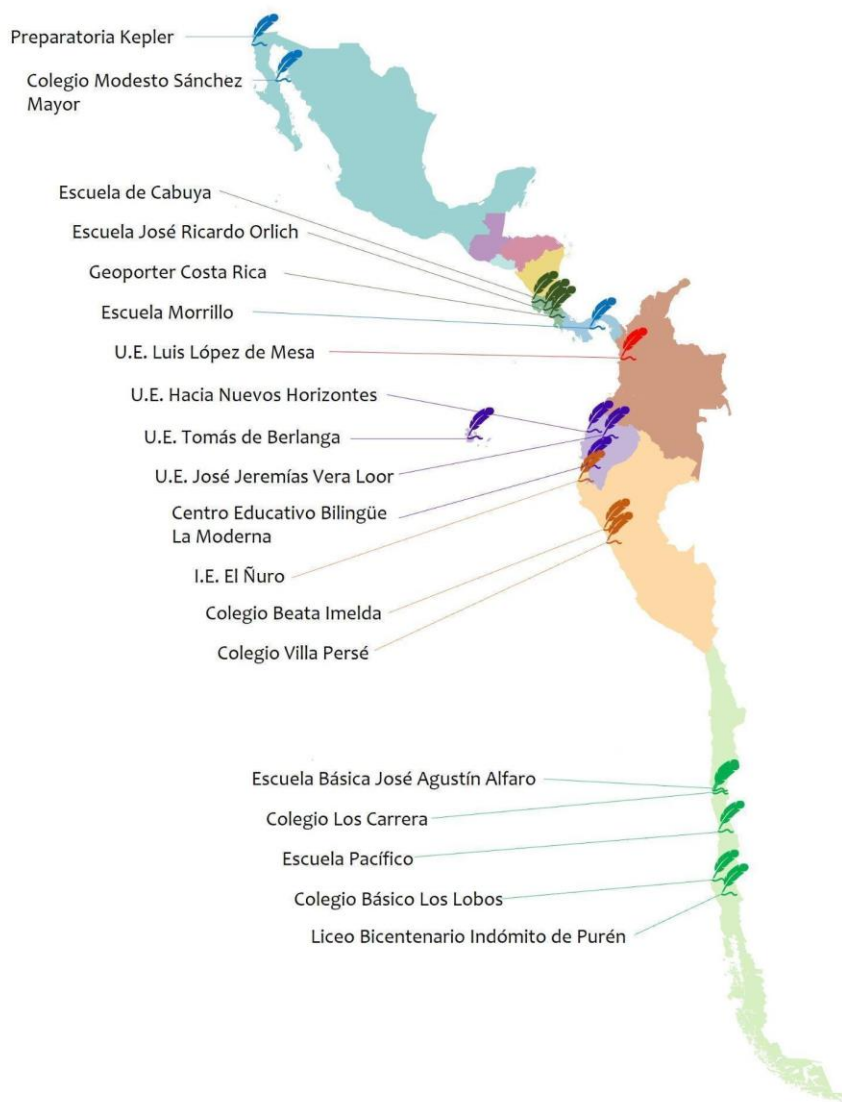 Preparatoria Kepler
Colegio Modesto Sánchez
Mayor
Escuela de Cabuya
Escuela José Ricardo Orlich
Geoporter Costa Rica
Escuela Morrillo
U.E. Luis López de Mesa
U.E. Hacia Nuevos Horizontes
U.E. Tomás de Berlanga
U.E. José Jeremías Vera Loor
Centro Educativo Bilingüe
La Moderna
I.E. El Ñuro
Colegio Beata Imelda
Colegio Villa Persé
Escuela Básica José Agustín Alfaro
Colegio Los Carrera
Escuela Pacífico
Colegio Básico Los Lobos
Liceo Bicentenario Indómito de Purén